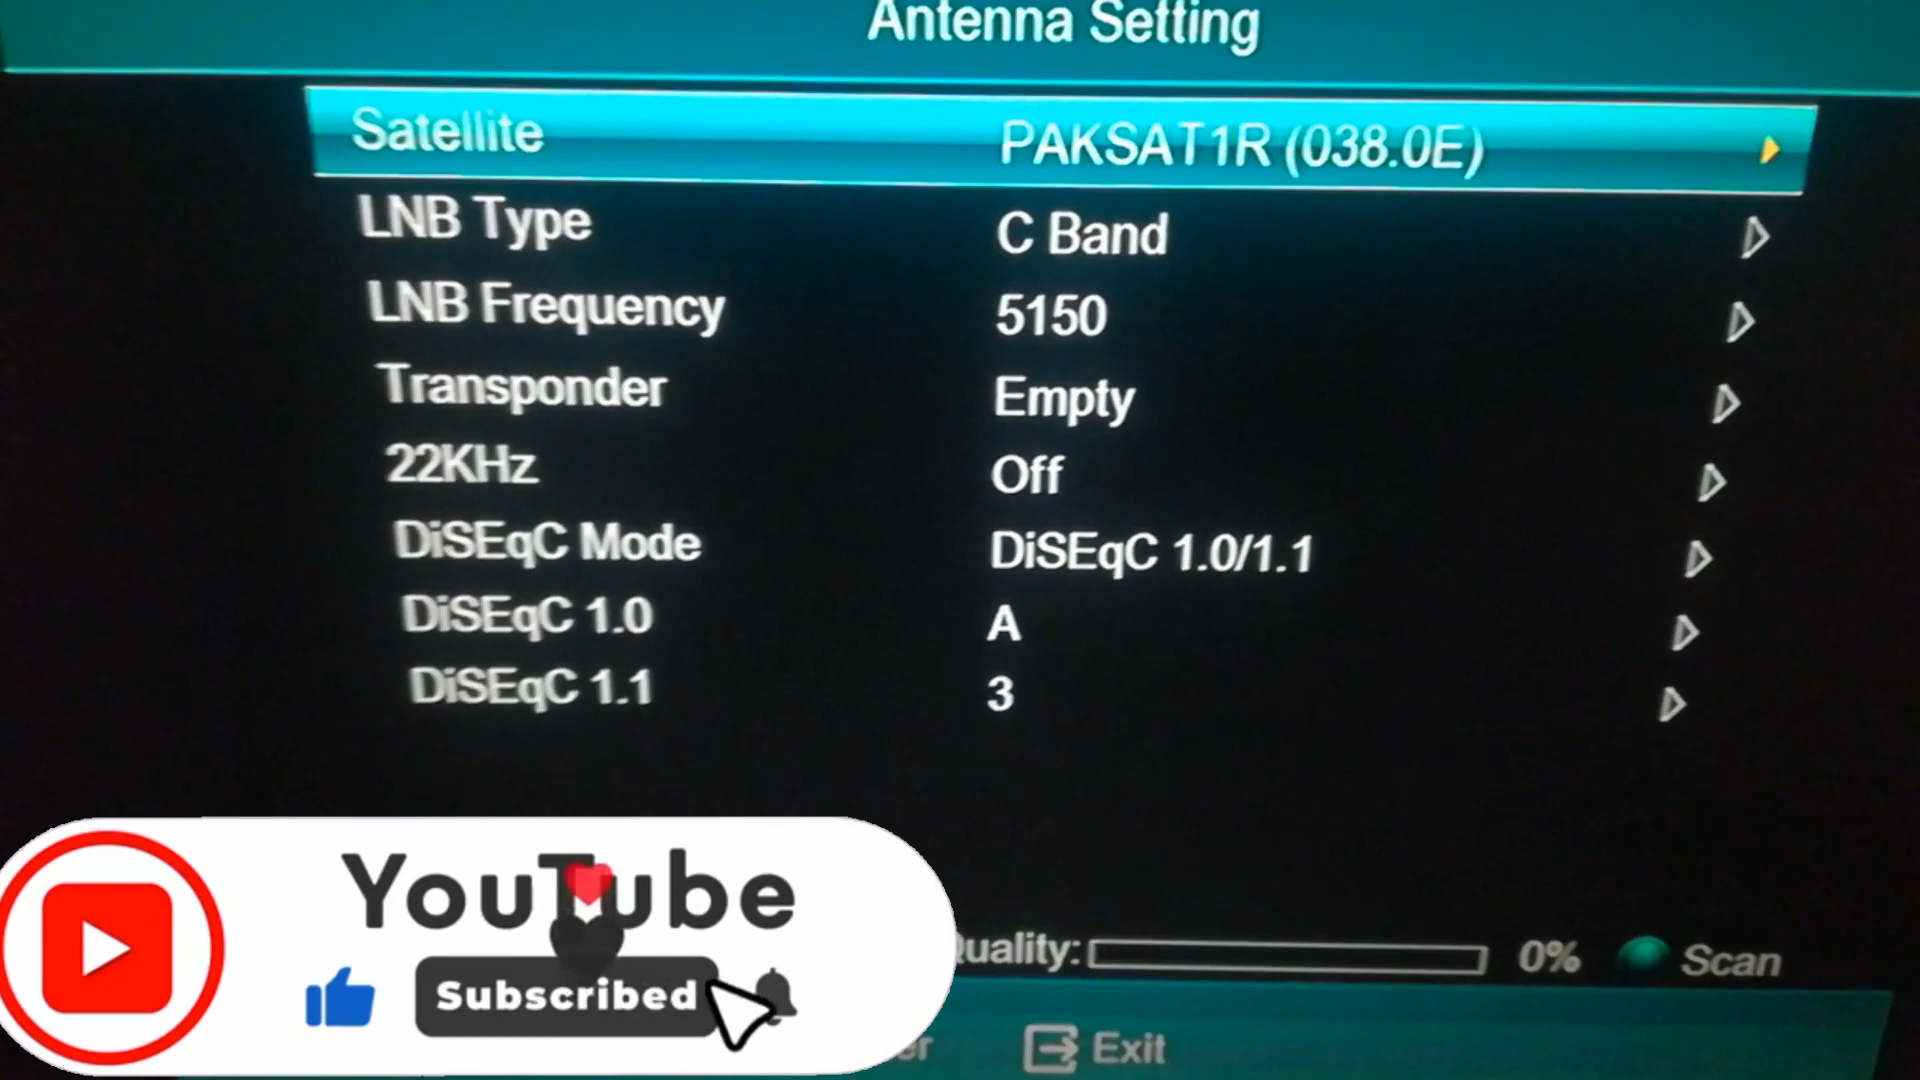 Antenna Setting
Satellite PAKSAT1R (038.0E)
LNB Type C Band
LNB Frequency 5150
Transponder Empty
22KHz Off
DiSEqC Mode DiSEqC 1.0/1.1
DiSEqC 1.0 A
DiSEqC 1.1 3
YouTube
Subscribed
Quality: 0% Scan
Exit